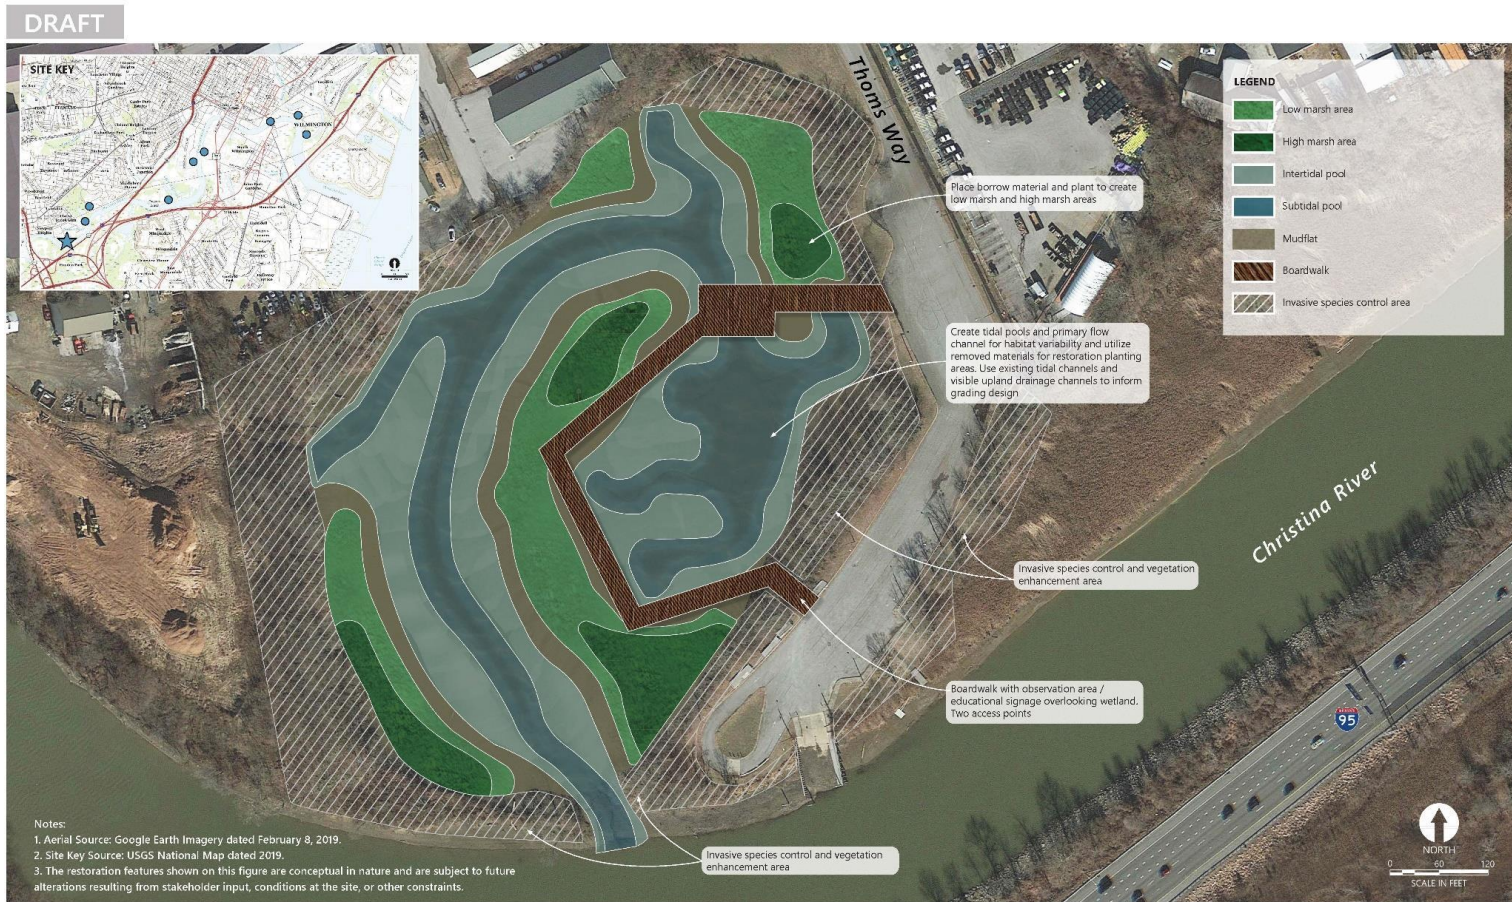 DRAFT
SITE KEY
WILMINGTON
Thoms Way
LEGEND
Low marsh area
High marsh area
Intertidal pool
Subtidal pool
Mudflat
Boardwalk
Invasive species control area
Place borrow material and plant to create
low marsh and high marsh areas
Create tidal pools and primary flow
channel for habitat variability and utilize
removed materials for restoration planting
areas. Use existing tidal channels and
visible upland drainage channels to inform
grading design
Christina River
Invasive species control and vegetation
enhancement area
Boardwalk with observation area /
educational signage overlooking wetland.
Two access points
95
Invasive species control and vegetation
enhancement area
Notes:
1. Aerial Source: Google Earth Imagery dated February 8, 2019.
2. Site Key Source: USGS National Map dated 2019.
3. The restoration features shown on this figure are conceptual in nature and are subject to future
alterations resulting from stakeholder input, conditions at the site, or other constraints.
NORTH
0 60 120
SCALE IN FEET